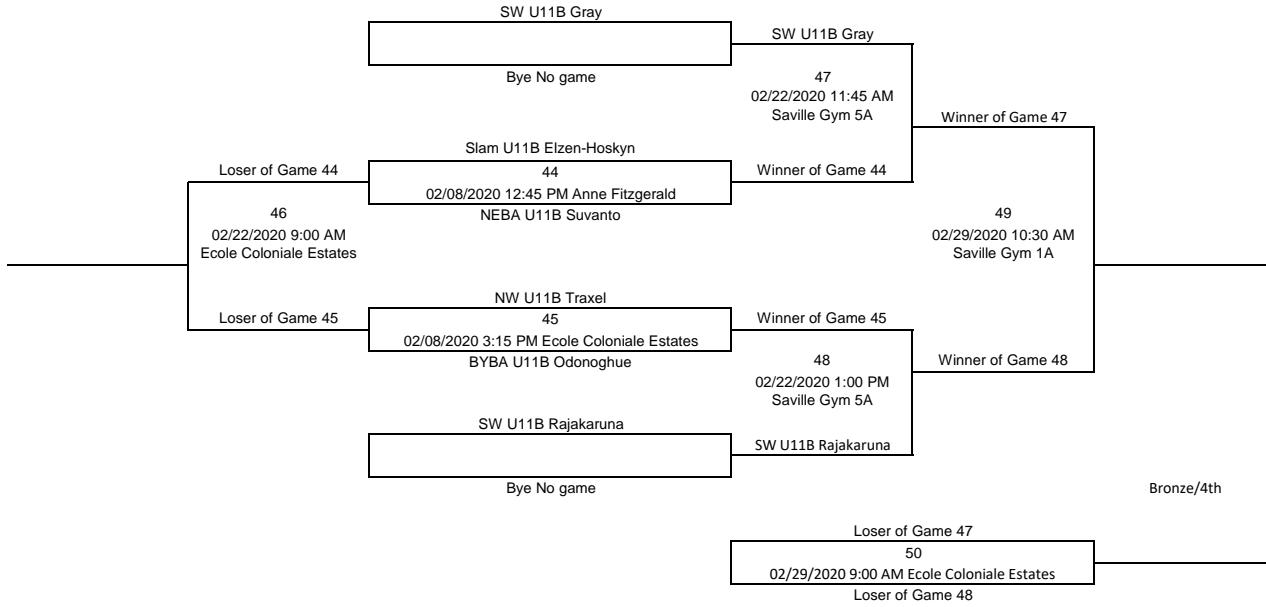 SW U11B Gray
SW U11B Gray
Bye No game
47
02/22/2020 11:45 AM
Saville Gym 5A
Winner of Game 47
Slam U11B Elzen-Hoskyn
Loser of Game 44
44
Winner of Game 44
02/08/2020 12:45 PM Anne Fitzgerald
NEBA U11B Suvanto
46
02/22/2020 9:00 AM
Ecole Coloniale Estates
49
02/29/2020 10:30 AM
Saville Gym 1A
NW U11B Traxel
Loser of Game 45
45
Winner of Game 45
02/08/2020 3:15 PM Ecole Coloniale Estates
BYBA U11B Odonoghue
48
02/22/2020 1:00 PM
Saville Gym 5A
Winner of Game 48
SW U11B Rajakaruna
SW U11B Rajakaruna
Bye No game
Bronze/4th
Loser of Game 47
50
02/29/2020 9:00 AM Ecole Coloniale Estates
Loser of Game 48